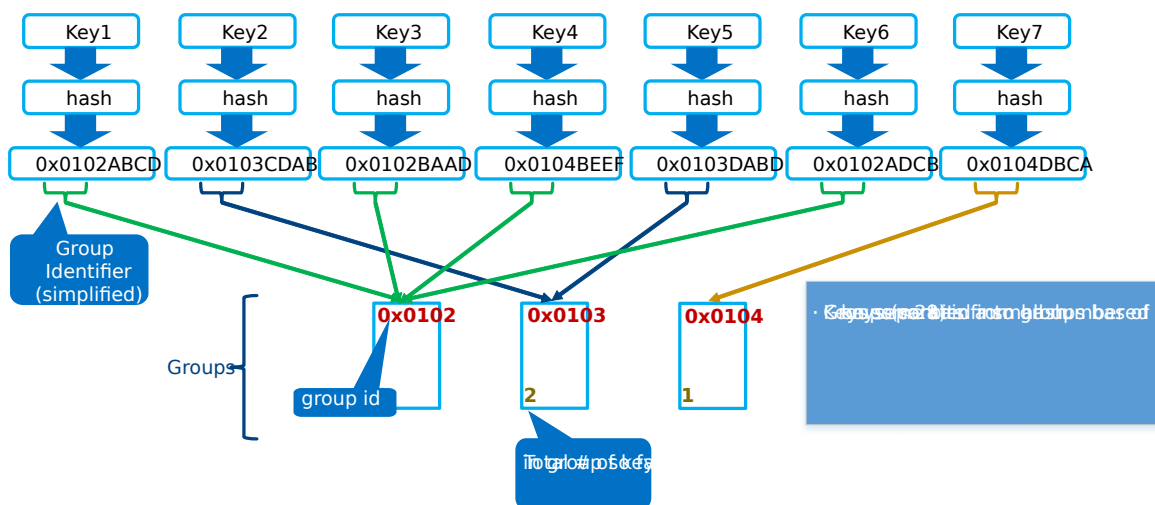 Key1
Key2
Key3
Key4
Key5
Key6
Key7
hash
hash
hash
hash
hash
hash
hash
0x0102ABCD
0x0103CDAB
0x0102BAAD
0x0104BEEF
0x0103DABD
0x0102ADCB
0x0104DBCA
Group
Identifier
(simplified)
0x0102
0x0103
0x0104
Groups
group id
2
1